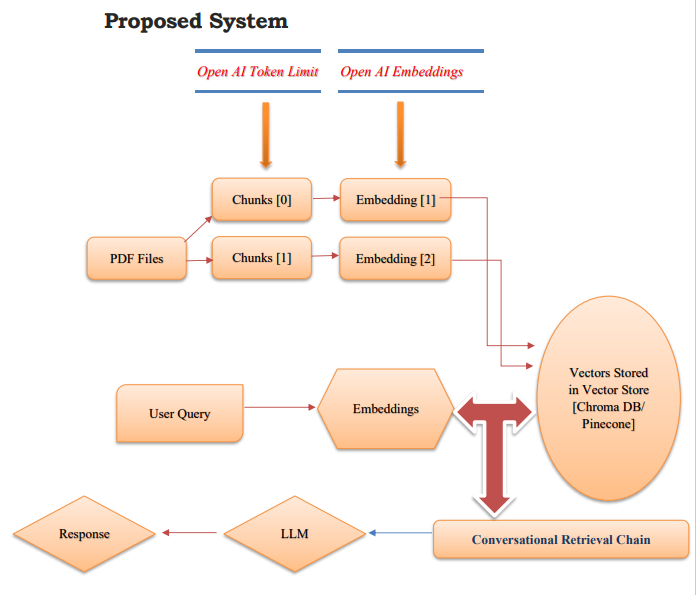 Proposed System
Open AI Token Limit
Open AI Embeddings
Chunks [0]
Embedding [1]
PDF Files
Chunks [1]
Embedding [2]
Vectors Stored
in Vector Store
[Chroma DB/
Pinecone]
User Query
Embeddings
Response
LLM
Conversational Retrieval Chain